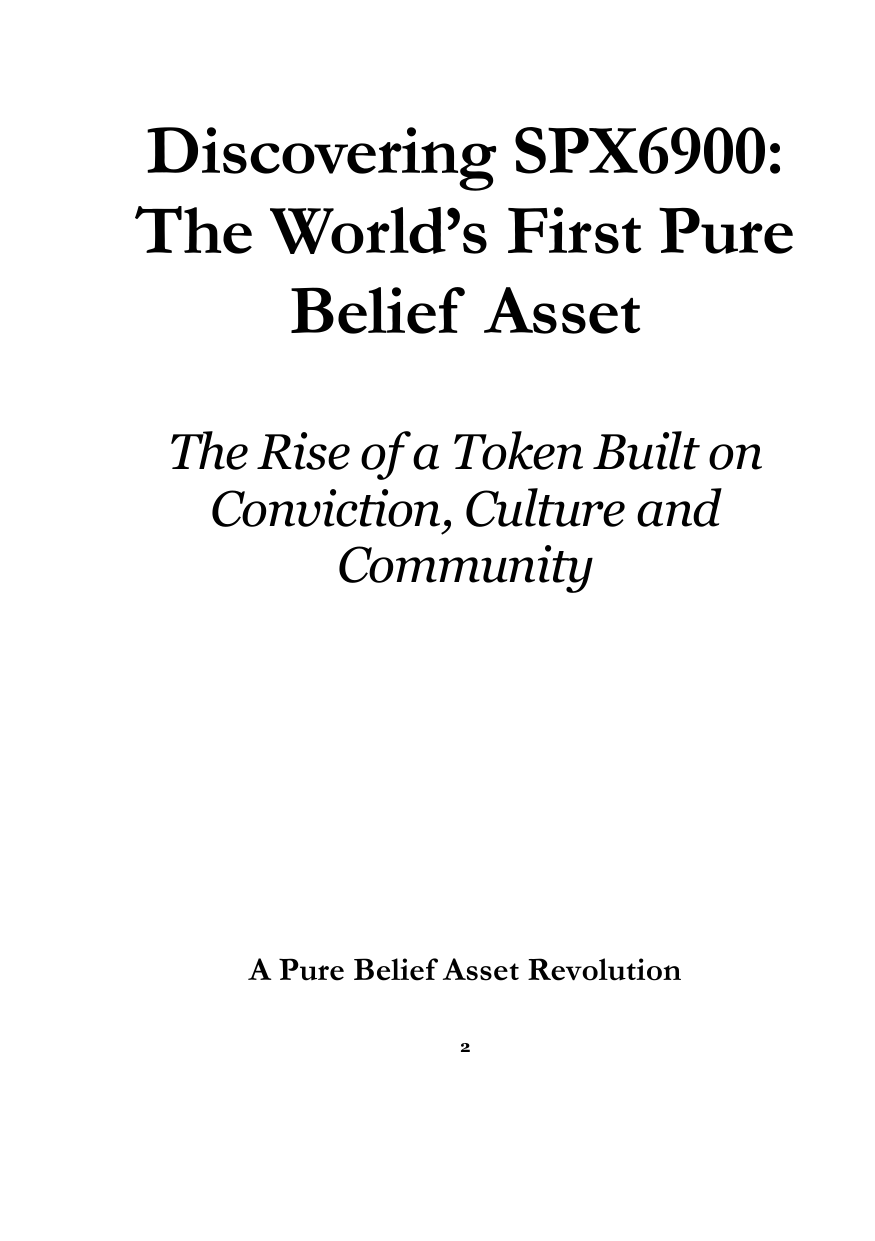 Discovering SPX6900:
The World’s First Pure
Belief Asset
The Rise of a Token Built on
Conviction, Culture and
Community
A Pure Belief Asset Revolution
2